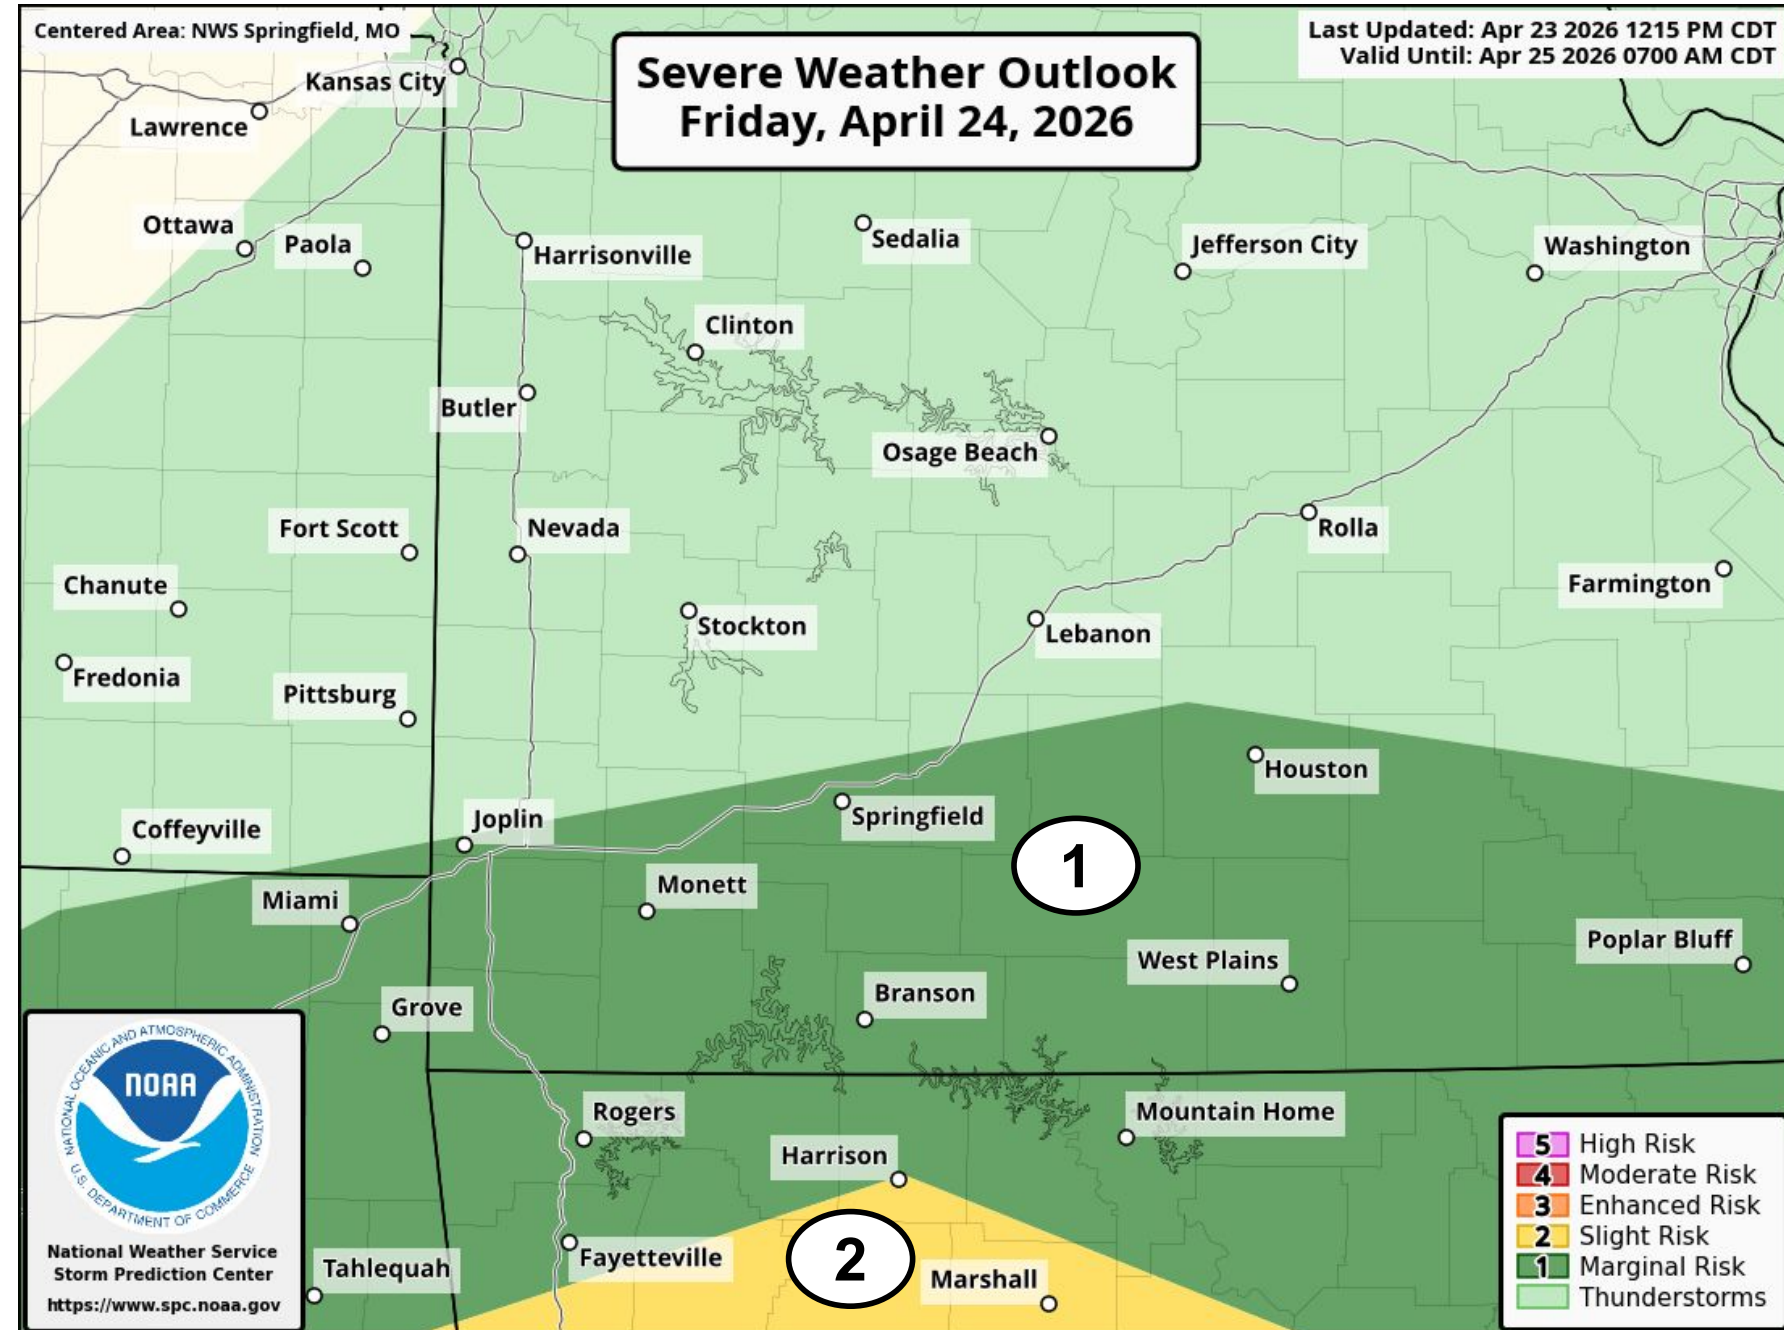 Centered Area: NWS Springfield, MO
Last Updated: Apr 23 2026 1215 PM CDT
Valid Until: Apr 25 2026 0700 AM CDT
Severe Weather Outlook
Friday, April 24, 2026
Kansas City
Lawrence
Ottawa
Paola
Harrisonville
Sedalia
Jefferson City
Washington
Clinton
Butler
Osage Beach
Fort Scott
Nevada
Rolla
Chanute
Farmington
Stockton
Lebanon
Fredonia
Pittsburg
Houston
Coffeyville
Joplin
Springfield
1
Miami
Monett
Poplar Bluff
West Plains
Grove
Branson
Rogers
Mountain Home
Harrison
Fayetteville
2
Tahlequah
Marshall
NATIONAL OCEANIC AND ATMOSPHERIC ADMINISTRATION
NOAA
U.S. DEPARTMENT OF COMMERCE
National Weather Service
Storm Prediction Center
https://www.spc.noaa.gov
5 High Risk
4 Moderate Risk
3 Enhanced Risk
2 Slight Risk
1 Marginal Risk
Thunderstorms